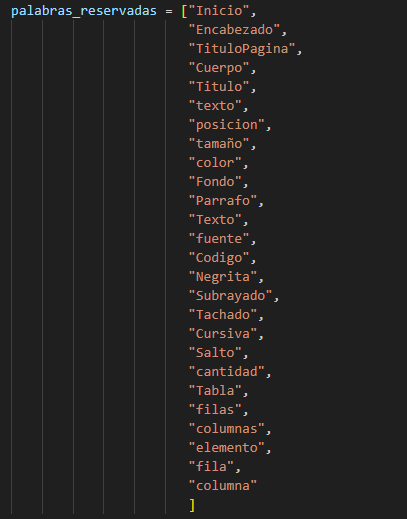 palabras_reservadas = ["Inicio",
"Encabezado",
"TituloPagina",
"Cuerpo",
"Titulo",
"texto",
"posicion",
"tamaño",
"color",
"Fondo",
"Parrafo",
"Texto",
"fuente",
"Codigo",
"Negrita",
"Subrayado",
"Tachado",
"Cursiva",
"Salto",
"cantidad",
"Tabla",
"filas",
"columnas",
"elemento",
"fila",
"columna"
]